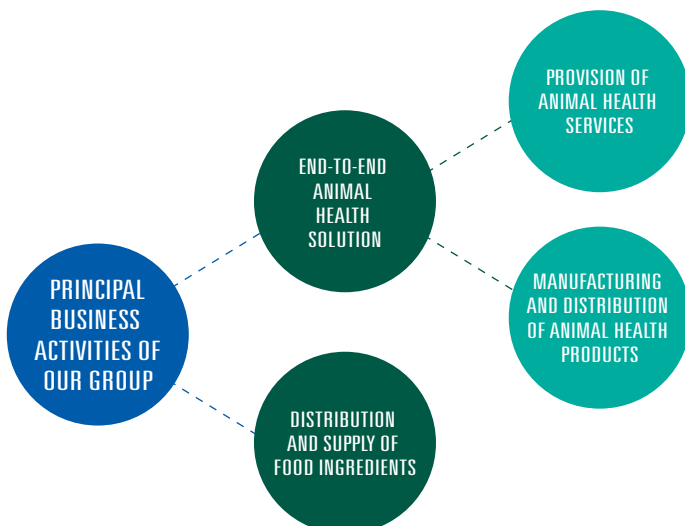 PROVISION OF
ANIMAL HEALTH
SERVICES
END-TO-END
ANIMAL
HEALTH
SOLUTION
MANUFACTURING
AND DISTRIBUTION
OF ANIMAL HEALTH
PRODUCTS
PRINCIPAL
BUSINESS
ACTIVITIES OF
OUR GROUP
DISTRIBUTION
AND SUPPLY OF
FOOD INGREDIENTS